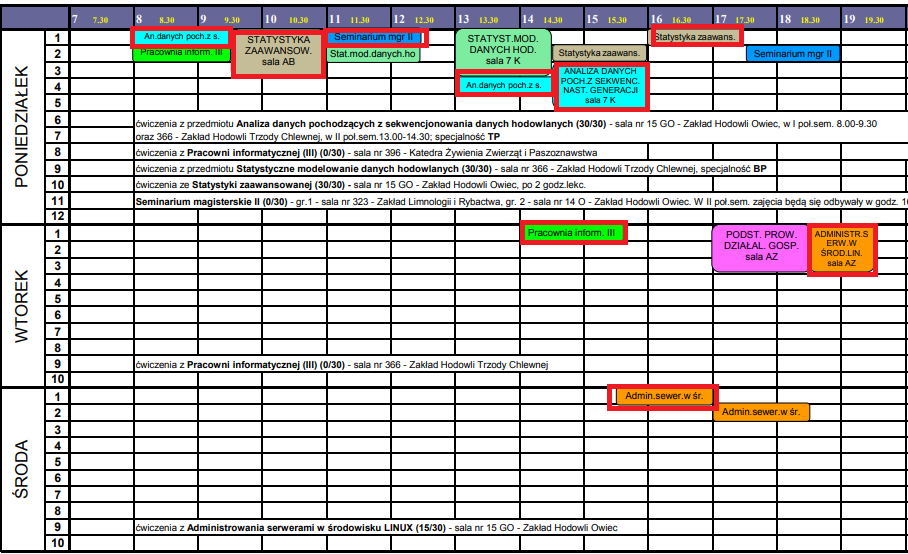 7 7.30 8 8.30 9 9.30 10 10.30 11 11.30 12 12.30 13 13.30 14 14.30 15 15.30 16 16.30 17 17.30 18 18.30 19 19.30
PONIEDZIAŁEK
1
2
3
4
5
6
7
8
9
10
11
12
An.danych poch.z s.
Pracownia inform. III
STATYSTYKA
ZAAWANSOW.
sala AB
Seminarium mgr II
Stat.mod.danych.ho
STATYST.MOD.
DANYCH HOD.
sala 7 K
An.danych poch.z s.
Statystyka zaawans.
ANALIZA DANYCH
POCH.Z SEKWENC.
NAST. GENERACJI
sala 7 K
Statystyka zaawans.
Seminarium mgr II
ćwiczenia z przedmiotu Analiza danych pochodzących z sekwencjonowania danych hodowlanych (30/30) - sala nr 15 GO - Zakład Hodowli Owiec, w I poł.sem. 8.00-9.30
oraz 366 - Zakład Hodowli Trzody Chlewnej, w II poł.sem.13.00-14.30; specjalność TP
ćwiczenia z Pracowni informatycznej (III) (0/30) - sala nr 396 - Katedra Żywienia Zwierząt i Paszoznawstwa
ćwiczenia z przedmiotu Statystyczne modelowanie danych hodowlanych (30/30) - sala nr 366 - Zakład Hodowli Trzody Chlewnej, specjalność BP
ćwiczenia ze Statystyki zaawansowanej (30/30) - sala nr 15 GO - Zakład Hodowli Owiec, po 2 godz.lekc.
Seminarium magisterskie II (0/30) - gr.1 - sala nr 323 - Zakład Limnologii i Rybactwa, gr. 2 - sala nr 14 O - Zakład Hodowli Owiec. W II poł.sem. zajęcia będą się odbywały w godz.
WTOREK
1
2
3
4
5
6
7
8
9
10
Pracownia inform. III
PODST. PROW.
DZIAŁAL. GOSP.
sala AZ
ADMINISTR.S
ERW.W
ŚROD.LIN.
sala AZ
ćwiczenia z Pracowni informatycznej (III) (0/30) - sala nr 366 - Zakład Hodowli Trzody Chlewnej
ŚRODA
1
2
3
4
5
6
7
8
9
10
Admin.sewer.w śr.
Admin.sewer.w śr.
ćwiczenia z Administrowania serwerami w środowisku LINUX (15/30) - sala nr 15 GO - Zakład Hodowli Owiec